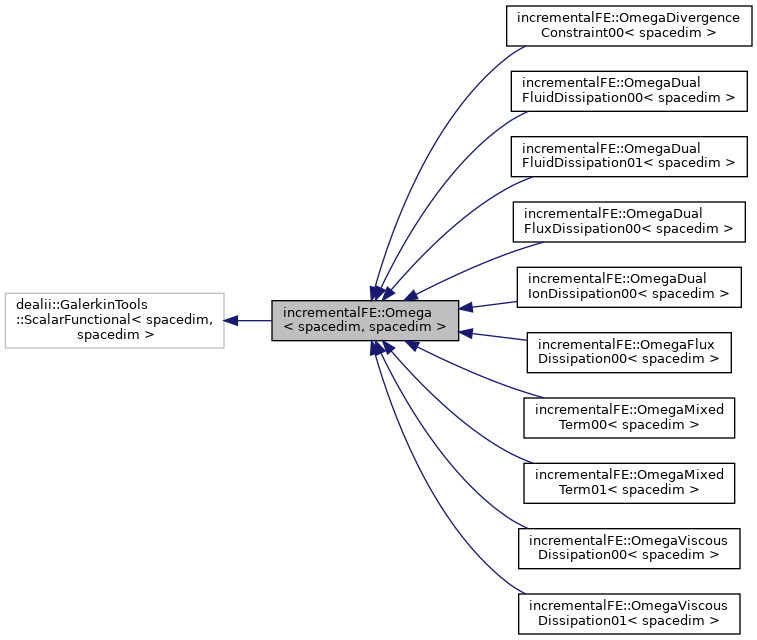 incrementalFE::OmegaDivergence
Constraint00< spacedim >
incrementalFE::OmegaDual
FluidDissipation00< spacedim >
incrementalFE::OmegaDual
FluidDissipation01< spacedim >
incrementalFE::OmegaDual
FluxDissipation00< spacedim >
incrementalFE::OmegaDual
IonDissipation00< spacedim >
dealii::GalerkinTools
::ScalarFunctional< spacedim,
spacedim >
incrementalFE::Omega
< spacedim, spacedim >
incrementalFE::OmegaFlux
Dissipation00< spacedim >
incrementalFE::OmegaMixed
Term00< spacedim >
incrementalFE::OmegaMixed
Term01< spacedim >
incrementalFE::OmegaViscous
Dissipation00< spacedim >
incrementalFE::OmegaViscous
Dissipation01< spacedim >